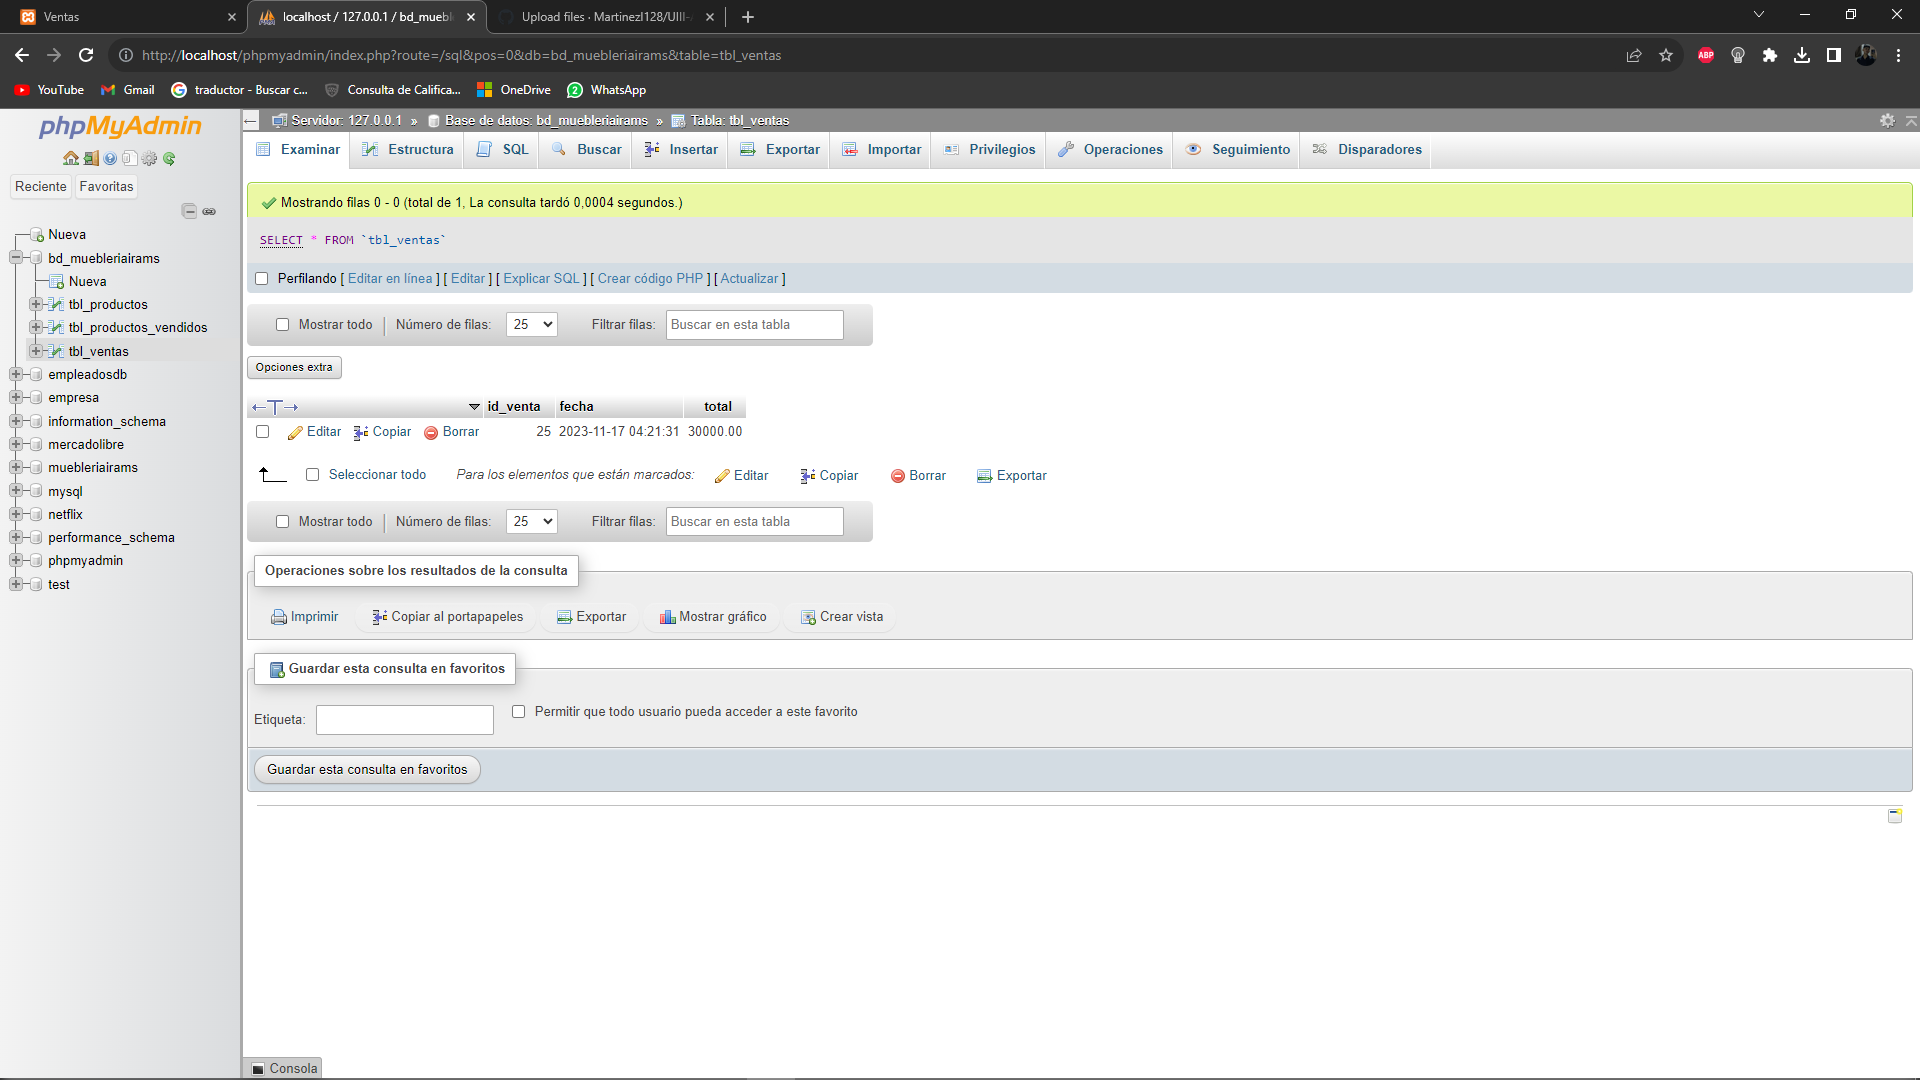 Ventas
localhost / 127.0.0.1 / bd_muebl
Upload files · Martinezl128/UIII-
http://localhost/phpmyadmin/index.php?route=/sql&pos=0&db=bd_muebleriairams&table=tbl_ventas
ABP
YouTube
Gmail
traductor - Buscar c...
Consulta de Califica...
OneDrive
2
WhatsApp
phpMyAdmin
Reciente
Favoritas
Nueva
bd_muebleriairams
Nueva
tbl_productos
tbl_productos_vendidos
tbl_ventas
empleadosdb
empresa
information_schema
mercadolibre
muebleriairams
mysql
netflix
performance_schema
phpmyadmin
test
Servidor: 127.0.0.1 » Base de datos: bd_muebleriairams » Tabla: tbl_ventas
Examinar
Estructura
SQL
Buscar
Insertar
Exportar
Importar
Privilegios
Operaciones
Seguimiento
Disparadores
Mostrando filas 0 - 0 (total de 1, La consulta tardó 0,0004 segundos.)
SELECT * FROM `tbl_ventas`
Perfilando [ Editar en línea ] [ Editar ] [ Explicar SQL ] [ Crear código PHP ] [ Actualizar ]
Mostrar todo | Número de filas: 25 Filtrar filas: Buscar en esta tabla
Opciones extra
←T→ id_venta fecha total
Editar Copiar Borrar 25 2023-11-17 04:21:31 30000.00
Seleccionar todo Para los elementos que están marcados: Editar Copiar Borrar Exportar
Mostrar todo | Número de filas: 25 Filtrar filas: Buscar en esta tabla
Operaciones sobre los resultados de la consulta
Imprimir Copiar al portapapeles Exportar Mostrar gráfico Crear vista
Guardar esta consulta en favoritos
Etiqueta: Permitir que todo usuario pueda acceder a este favorito
Guardar esta consulta en favoritos
Consola